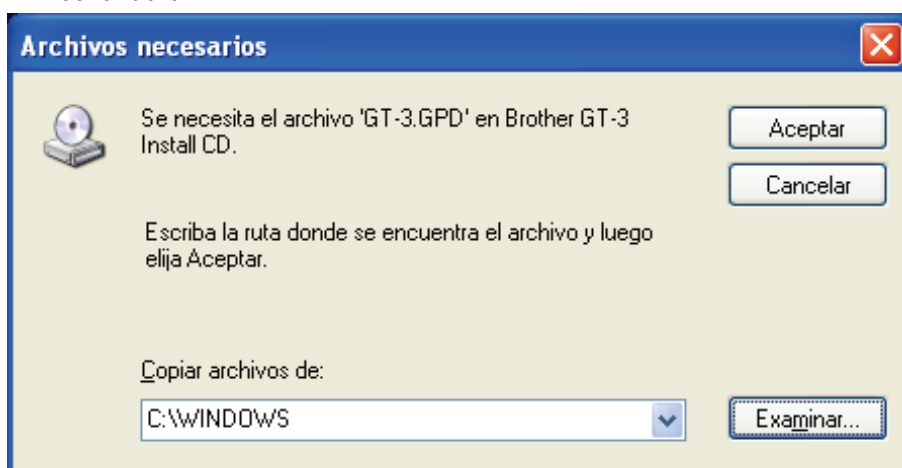 Archivos necesarios
Se necesita el archivo 'GT-3.GPD' en Brother GT-3
Install CD.
Aceptar
Cancelar
Escriba la ruta donde se encuentra el archivo y luego
elija Aceptar.
Copiar archivos de:
C:\WINDOWS
Examinar...